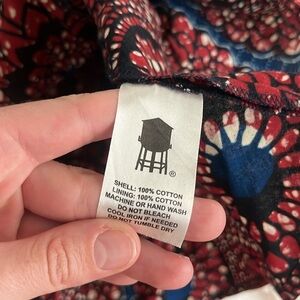 ®
SHELL: 100% COTTON
LINING: 100% COTTON
MACHINE OR HAND WASH
DO NOT BLEACH
COOL IRON IF NEEDED
DO NOT TUMBLE DRY